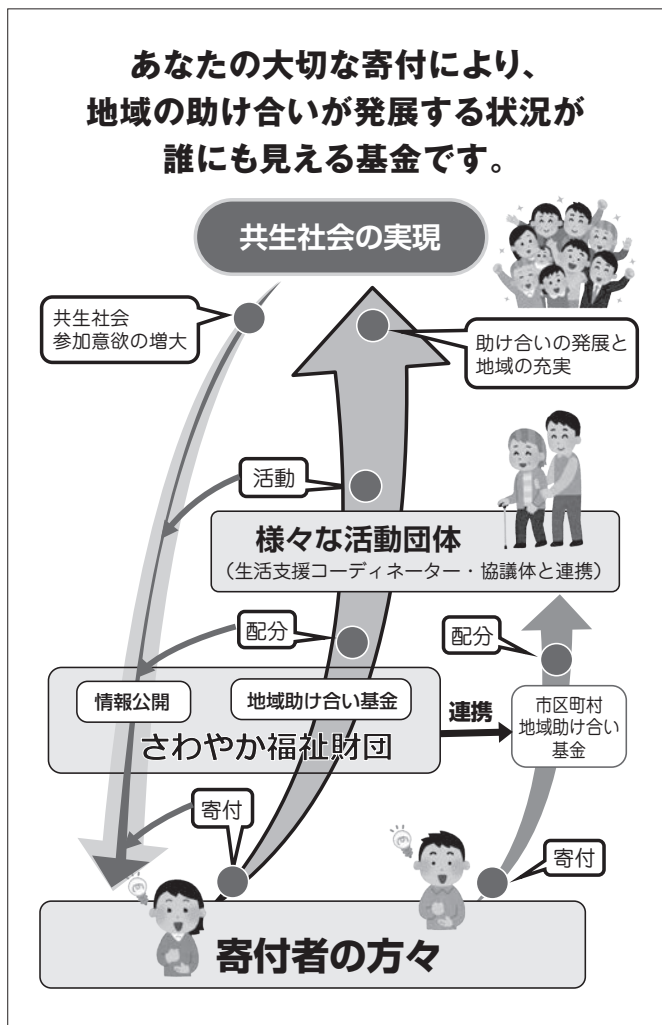 あなたの大切な寄付により、
地域の助け合いが発展する状況が
誰にも見える基金です。
共生社会の実現
共生社会
参加意欲の増大
助け合いの発展と
地域の充実
活動
様々な活動団体
（生活支援コーディネーター・協議体と連携）
配分
配分
情報公開
地域助け合い基金
さわやか福祉財団
連携
市区町村
地域助け合い
基金
寄付
寄付
寄付者の方々